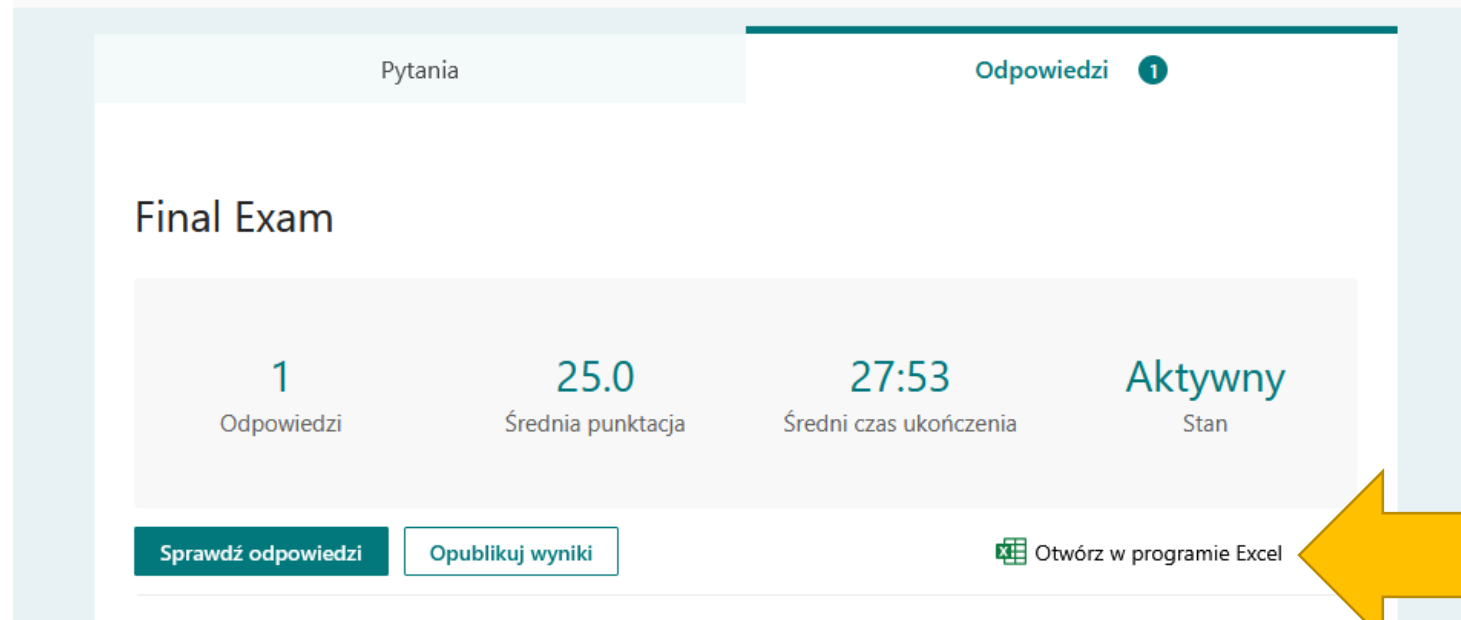 Pytania
Odpowiedzi 1
Final Exam
1 25.0 27:53 Aktywny
Odpowiedzi Średnia punktacja Średni czas ukończenia Stan
Sprawdź odpowiedzi Opublikuj wyniki Otwórz w programie Excel